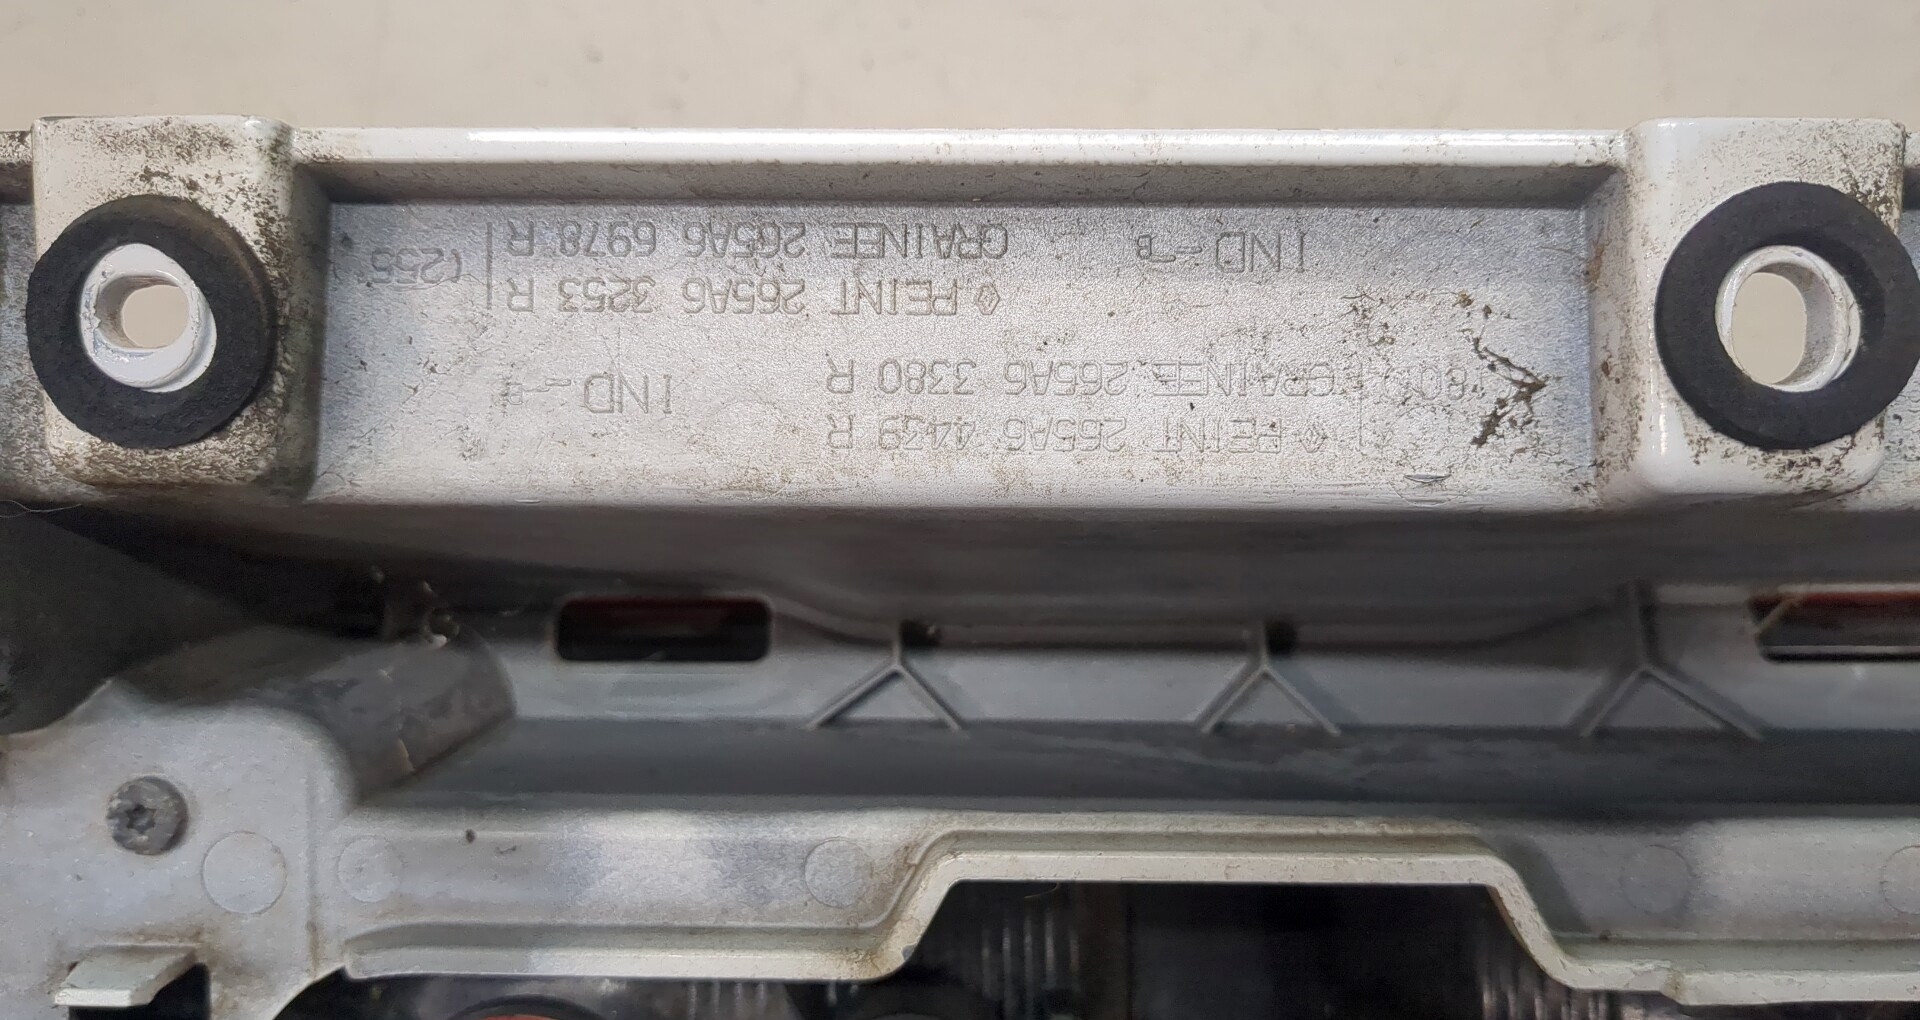 PEINT 265A6 4439 R
GRAINEE 265A6 3380 R IND - B
PEINT 265A6 3253 R
IND - B GRAINEE 265A6 6978 R